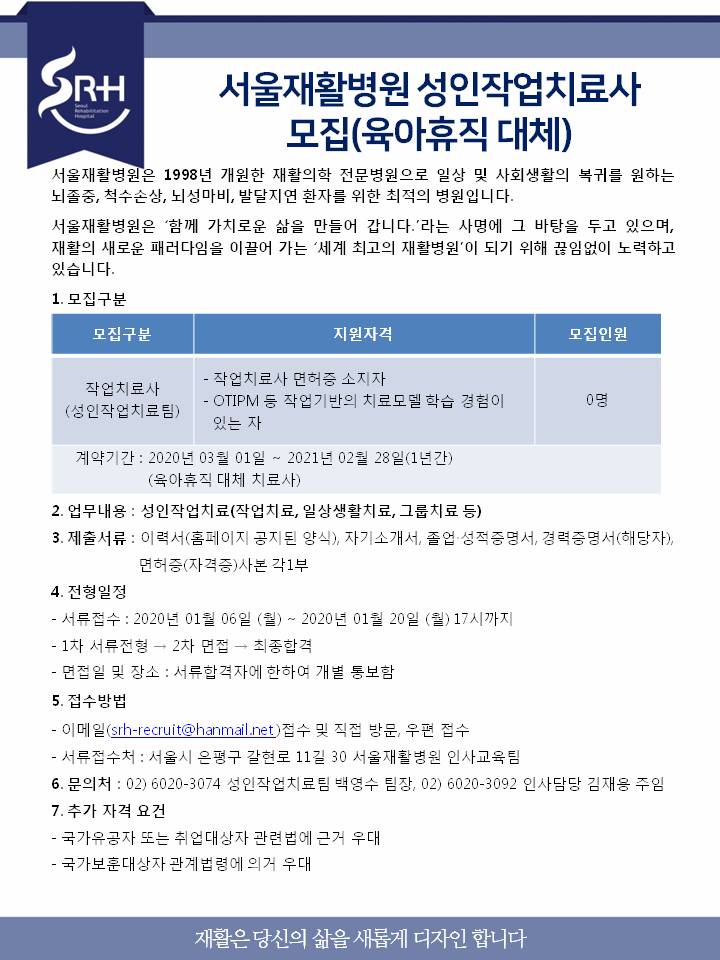 SRH
Seoul
Rehabilitation
Hospital
서울재활병원 성인작업치료사
모집(육아휴직 대체)
서울재활병원은 1998년 개원한 재활의학 전문병원으로 일상 및 사회생활의 복귀를 원하는
뇌졸중, 척수손상, 뇌성마비, 발달지연 환자를 위한 최적의 병원입니다.
서울재활병원은 ‘함께 가치로운 삶을 만들어 갑니다.’라는 사명에 그 바탕을 두고 있으며,
재활의 새로운 패러다임을 이끌어 가는 ‘세계 최고의 재활병원’이 되기 위해 끊임없이 노력하고
있습니다.
1. 모집구분
모집구분 지원자격 모집인원
작업치료사
(성인작업치료팀)
- 작업치료사 면허증 소지자
- OTIPM 등 작업기반의 치료모델 학습 경험이
있는 자
0명
계약기간 : 2020년 03월 01일 ~ 2021년 02월 28일(1년간)
(육아휴직 대체 치료사)
2. 업무내용 : 성인작업치료(작업치료, 일상생활치료, 그룹치료 등)
3. 제출서류 : 이력서(홈페이지 공지된 양식), 자기소개서, 졸업·성적증명서, 경력증명서(해당자),
면허증(자격증)사본 각1부
4. 전형일정
- 서류접수 : 2020년 01월 06일 (월) ~ 2020년 01월 20일 (월) 17시까지
- 1차 서류전형 → 2차 면접 → 최종합격
- 면접일 및 장소 : 서류합격자에 한하여 개별 통보함
5. 접수방법
- 이메일(srh-recruit@hanmail.net )접수 및 직접 방문, 우편 접수
- 서류접수처 : 서울시 은평구 갈현로 11길 30 서울재활병원 인사교육팀
6. 문의처 : 02) 6020-3074 성인작업치료팀 백영수 팀장, 02) 6020-3092 인사담당 김재용 주임
7. 추가 자격 요건
- 국가유공자 또는 취업대상자 관련법에 근거 우대
- 국가보훈대상자 관계법령에 의거 우대
재활은 당신의 삶을 새롭게 디자인 합니다